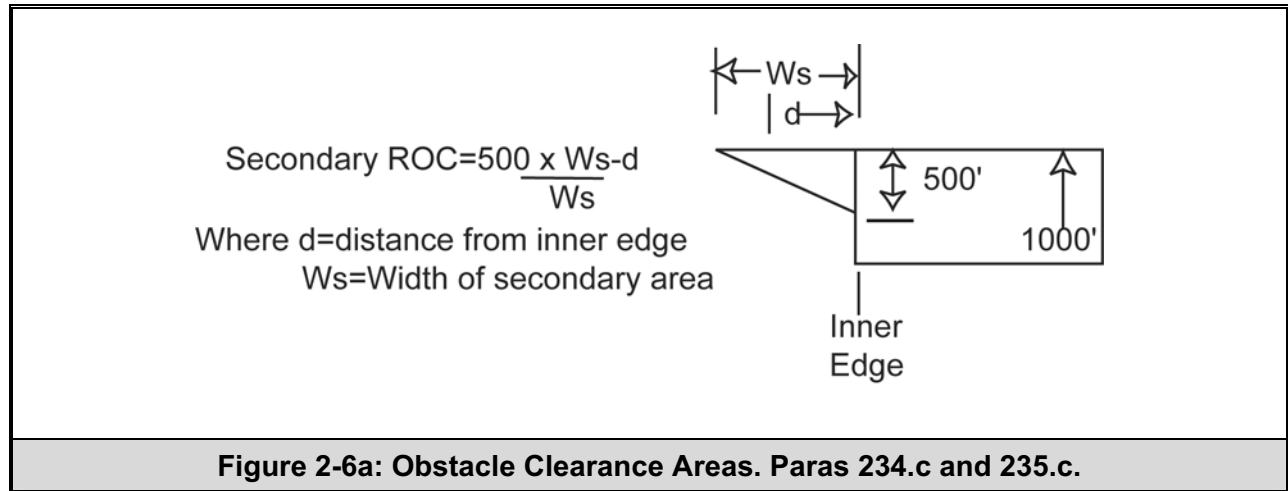 Ws
d
Secondary ROC=500 x Ws-d
Ws
Where d=distance from inner edge
Ws=Width of secondary area
500'
1000'
Inner
Edge
Figure 2-6a: Obstacle Clearance Areas. Paras 234.c and 235.c.